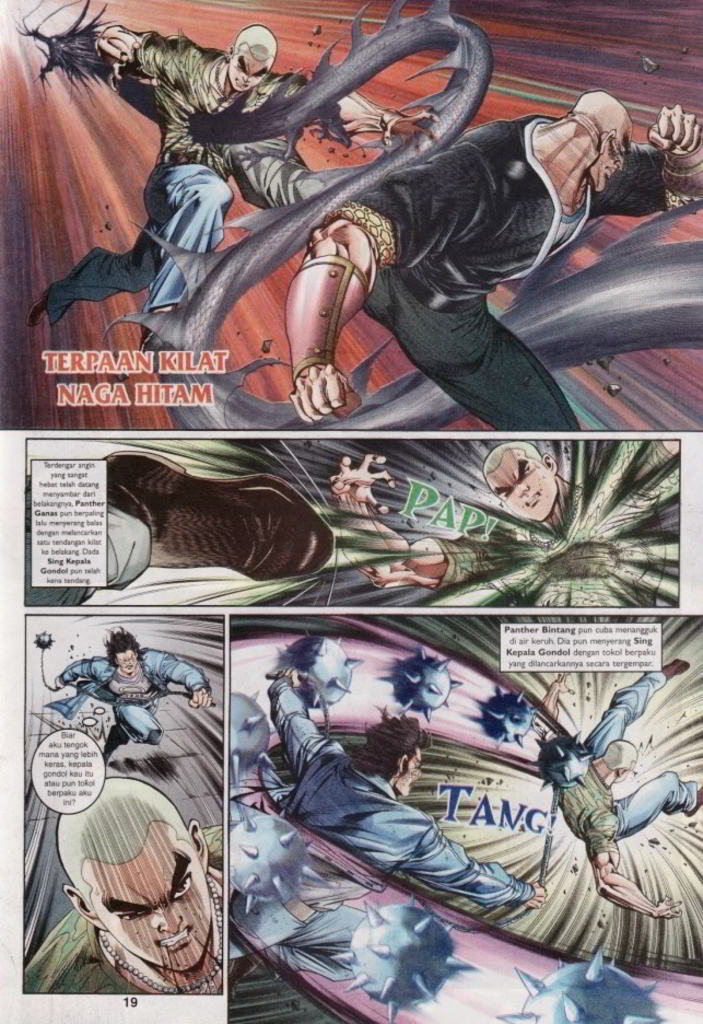 TERPAAN KILAT
NAGA HITAM
Terdengar angin
yang sangat
hebat telah datang
menyambar dari
belakangnya, Panther
Ganas pun berpaling
lalu menyerang balas
dengan melancarkan
satu tendangan kilat
ke belakang. Dada
Sing Kepala
Gondol pun telah
kena tendang.
PAP!
Biar
aku tengok
mana yang lebih
keras, kepala
gondol kau itu
atau pun tokol
berpaku aku
ini?
Panther Bintang pun cuba menangguk
di air keruh. Dia pun menyerang Sing
Kepala Gondol dengan tokol berpaku
yang dilancarkannya secara tergempar.
TANG!
19